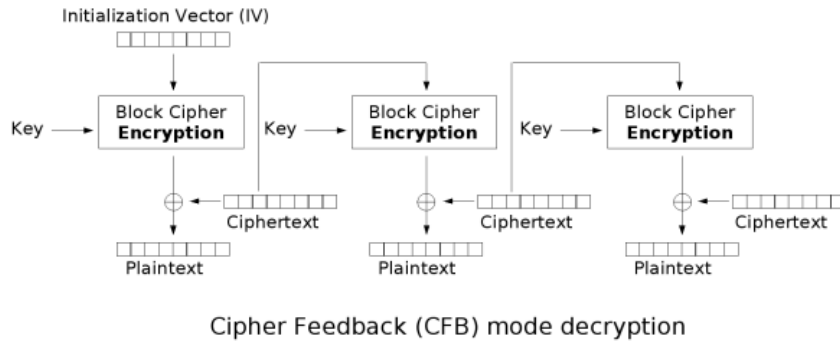 Initialization Vector (IV)
Key
Block Cipher
Encryption
Key
Block Cipher
Encryption
Key
Block Cipher
Encryption
Ciphertext
Ciphertext
Ciphertext
Plaintext
Plaintext
Plaintext
Cipher Feedback (CFB) mode decryption